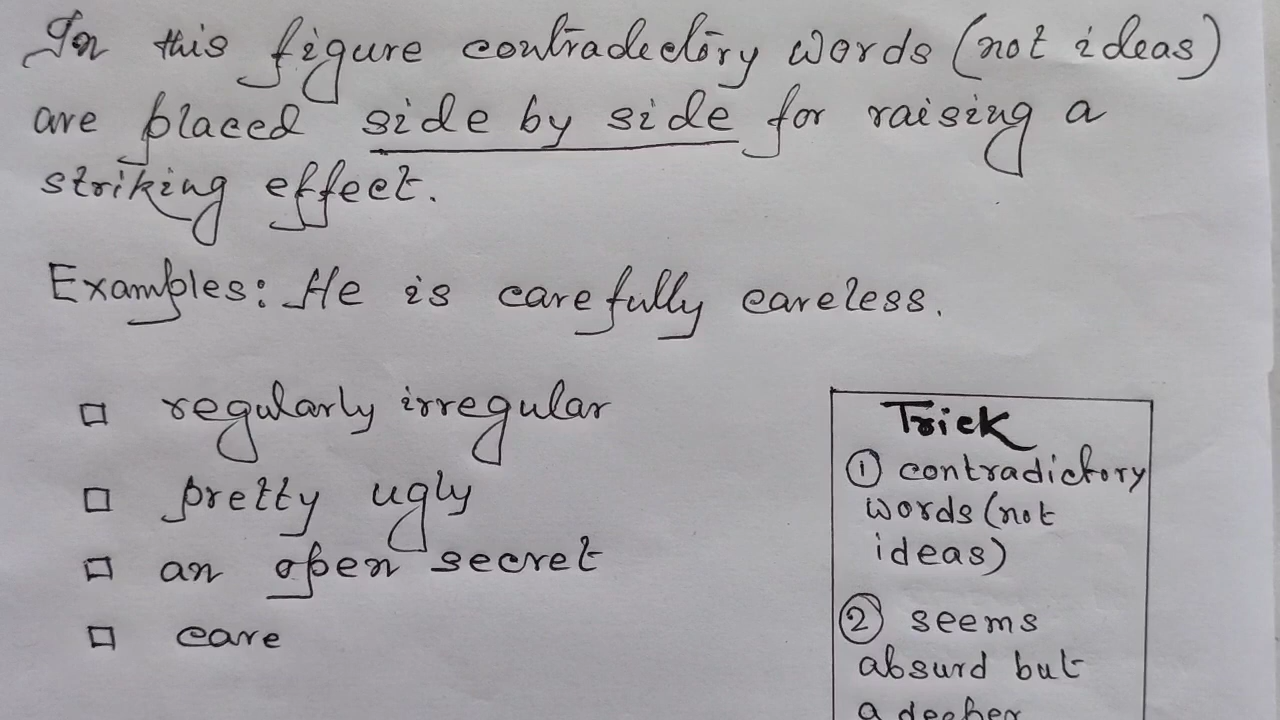 In this figure contradectory words (not ideas)
are placed side by side for raising a
striking effect.
Examples: He is carefully careless.
□ regularly irregular
□ pretty ugly
□ an open secret
□ care
Trick
① contradictory
words (not
ideas)
② seems
absurd but
a deeper